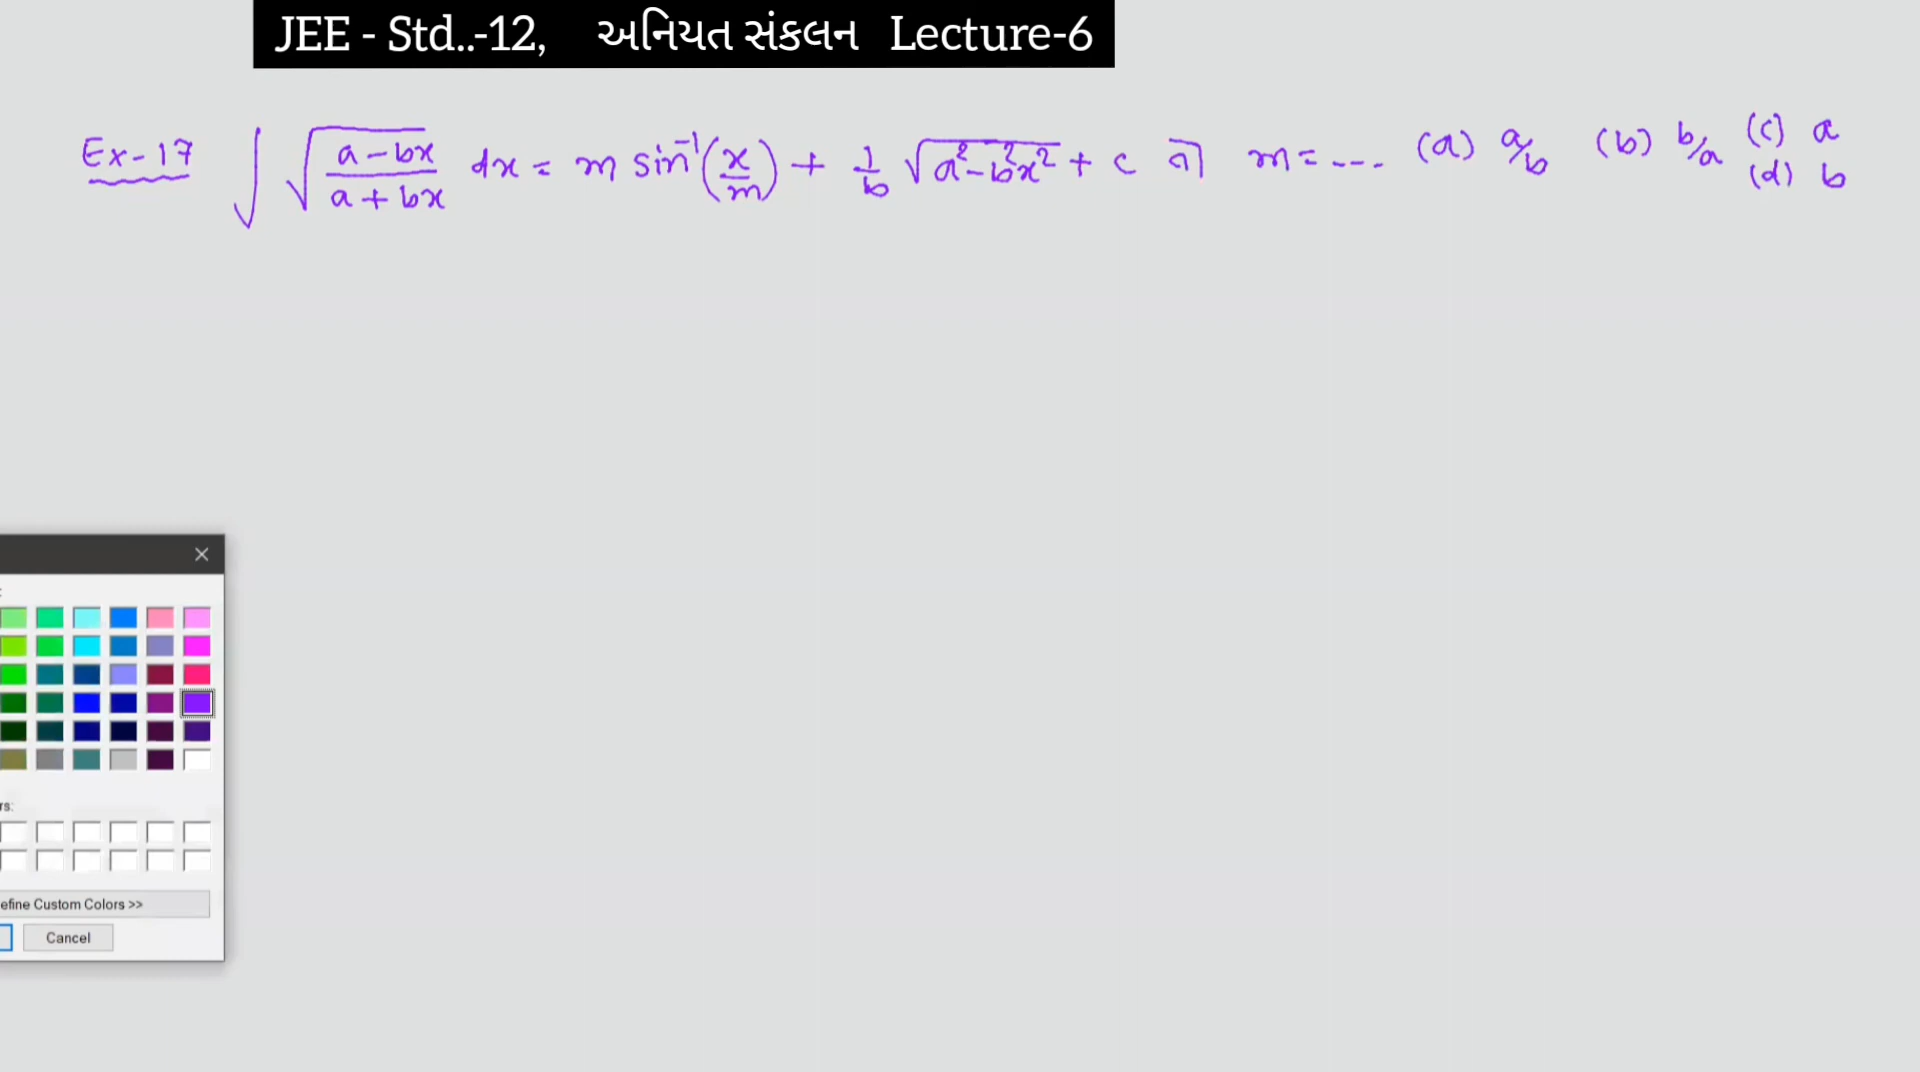 JEE - Std..-12, અનિયત સંકલન Lecture-6
Ex-17 ∫ √((a-bx)/(a+bx)) dx = m sin⁻¹(x/m) + 1/b √(a²-b²x²) + c તો m = --- (a) a/b (b) b/a (c) a
(d) b
:
rs:
efine Custom Colors >>
Cancel